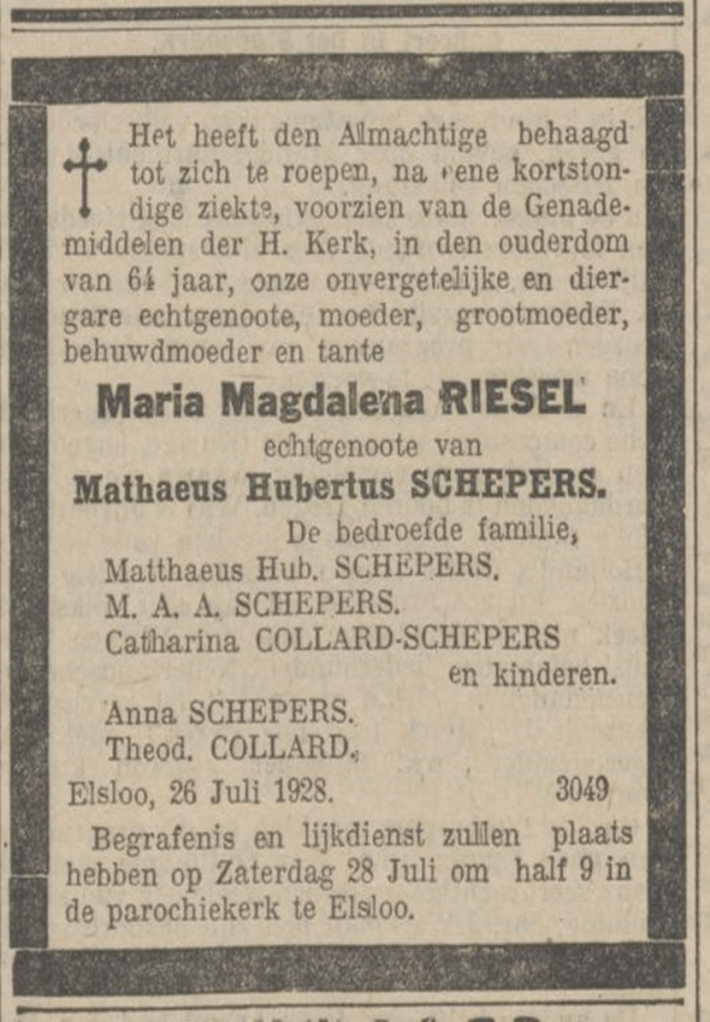 Het heeft den Allmachtige behaagd
tot zich te roepen, na eene kortston-
dige ziekte, voorzien van de Genade-
middelen der H. Kerk, in den ouderdom
van 64 jaar, onze onvergetelijke en dier-
gare echtgenoote, moeder, grootmoeder,
behuwdmoeder en tante
Maria Magdalena RIESEL
echtgenoote van
Mathaeus Hubertus SCHEPERS.
De bedroefde familie,
Matthaeus Hub. SCHEPERS.
M. A. A. SCHEPERS.
Catharina COLLARD-SCHEPERS
en kinderen.
Anna SCHEPERS.
Theod. COLLARD.
Elsloo, 26 Juli 1928. 3049
Begrafenis en lijkdienst zullen plaats
hebben op Zaterdag 28 Juli om half 9 in
de parochiekerk te Elsloo.